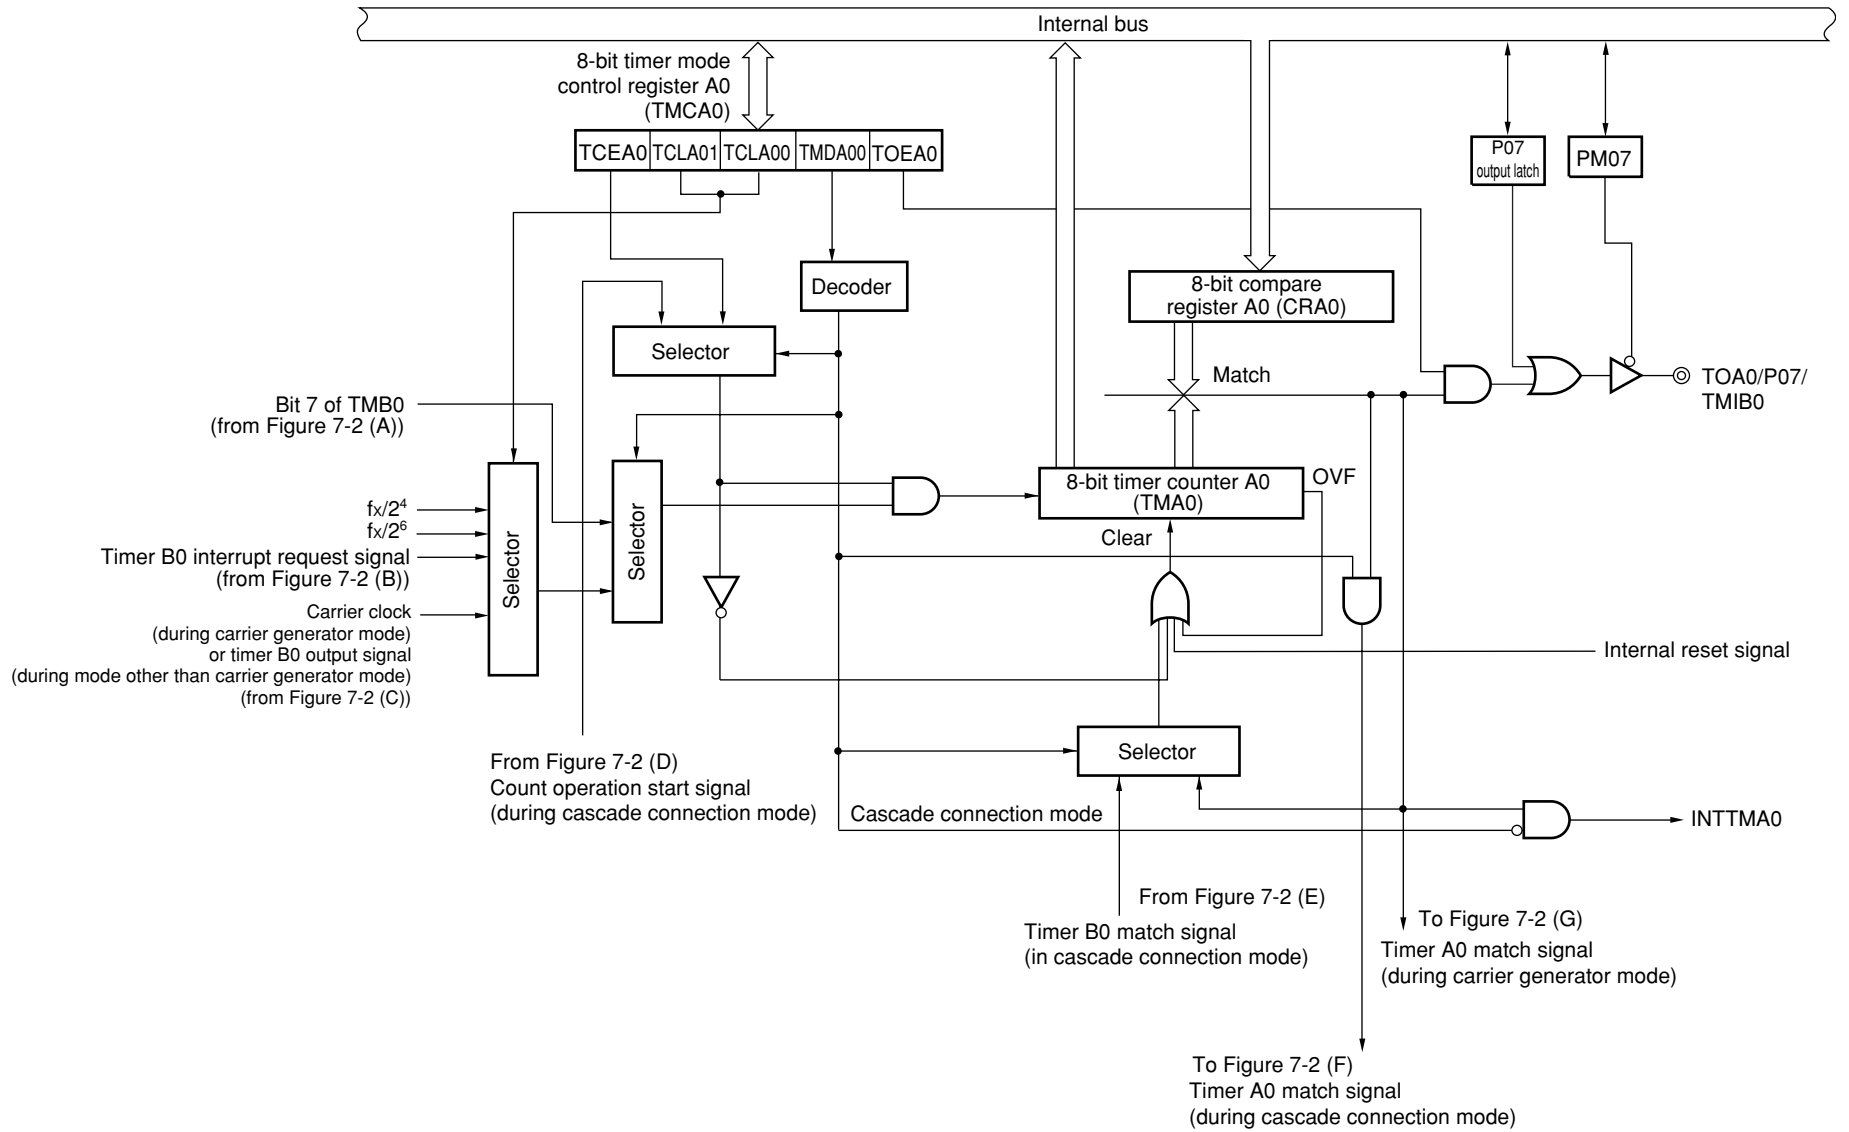 Internal bus
8-bit timer mode
control register A0
(TMCA0)
TCEA0 TCLA01 TCLA00 TMDA00 TOEA0
P07
output latch
PM07
Decoder
8-bit compare
register A0 (CRA0)
Selector
Match
TOA0/P07/
TMIB0
Bit 7 of TMB0
(from Figure 7-2 (A))
8-bit timer counter A0
(TMA0)
OVF
Clear
fx/2⁴
fx/2⁶
Timer B0 interrupt request signal
(from Figure 7-2 (B))
Carrier clock
(during carrier generator mode)
or timer B0 output signal
(during mode other than carrier generator mode)
(from Figure 7-2 (C))
Selector
Selector
Internal reset signal
From Figure 7-2 (D)
Count operation start signal
(during cascade connection mode)
Selector
Cascade connection mode
INTTMA0
From Figure 7-2 (E)
Timer B0 match signal
(in cascade connection mode)
To Figure 7-2 (G)
Timer A0 match signal
(during carrier generator mode)
To Figure 7-2 (F)
Timer A0 match signal
(during cascade connection mode)